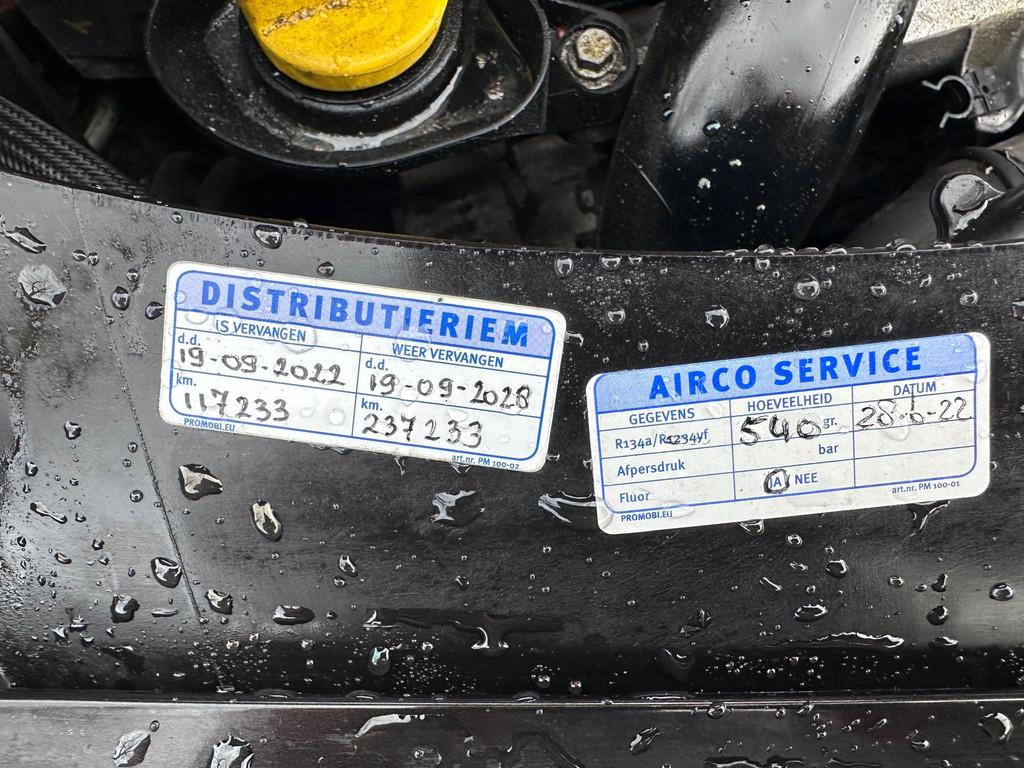 DISTRIBUTIERIEM
IS VERVANGEN WEER VERVANGEN
d.d. 19-09-2022 d.d. 19-09-2028
km. 117233 km. 237233
PROMOBI.EU art.nr. PM 100-02
AIRCO SERVICE
GEGEVENS HOEVEELHEID DATUM
R134a/R1234yf 540 gr. 28-6-22
Afpersdruk bar
Fluor JA NEE
PROMOBI.EU art.nr. PM 100-01